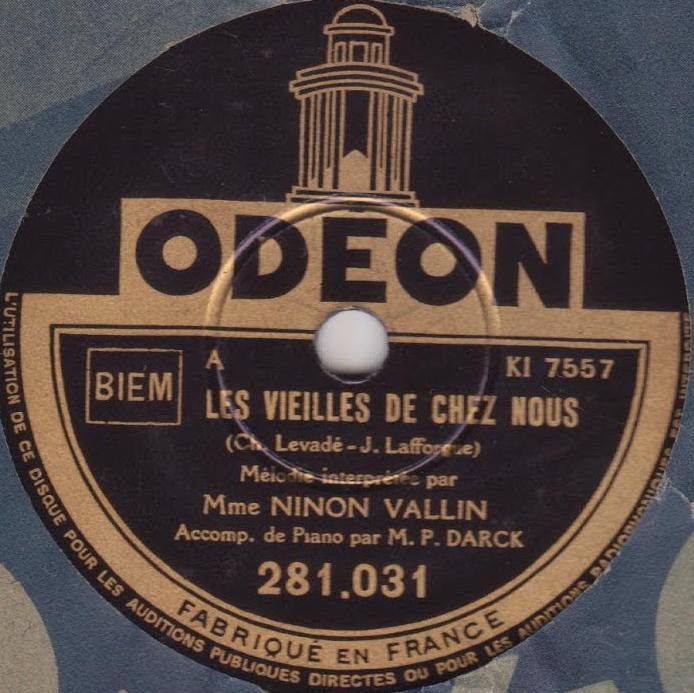 ODEON
BIEM
A
KI 7557
LES VIEILLES DE CHEZ NOUS
(Ch. Levadé - J. Lafforgue)
Mélodie interprétée par
Mme NINON VALLIN
Accomp. de Piano par M. P. DARCK
281.031
FABRIQUÉ EN FRANCE
L'UTILISATION DE CE DISQUE POUR LES AUDITIONS PUBLIQUES DIRECTES OU POUR LES AUDITIONS RADIOPHONIQUES